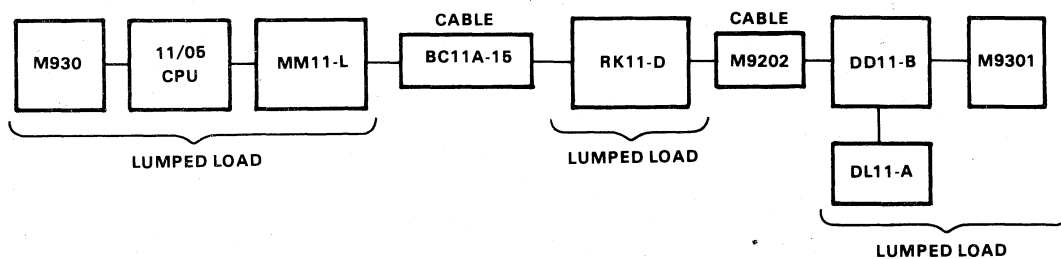 CABLE
CABLE
M930
11/05
CPU
MM11-L
BC11A-15
RK11-D
M9202
DD11-B
M9301
LUMPED LOAD
LUMPED LOAD
DL11-A
LUMPED LOAD